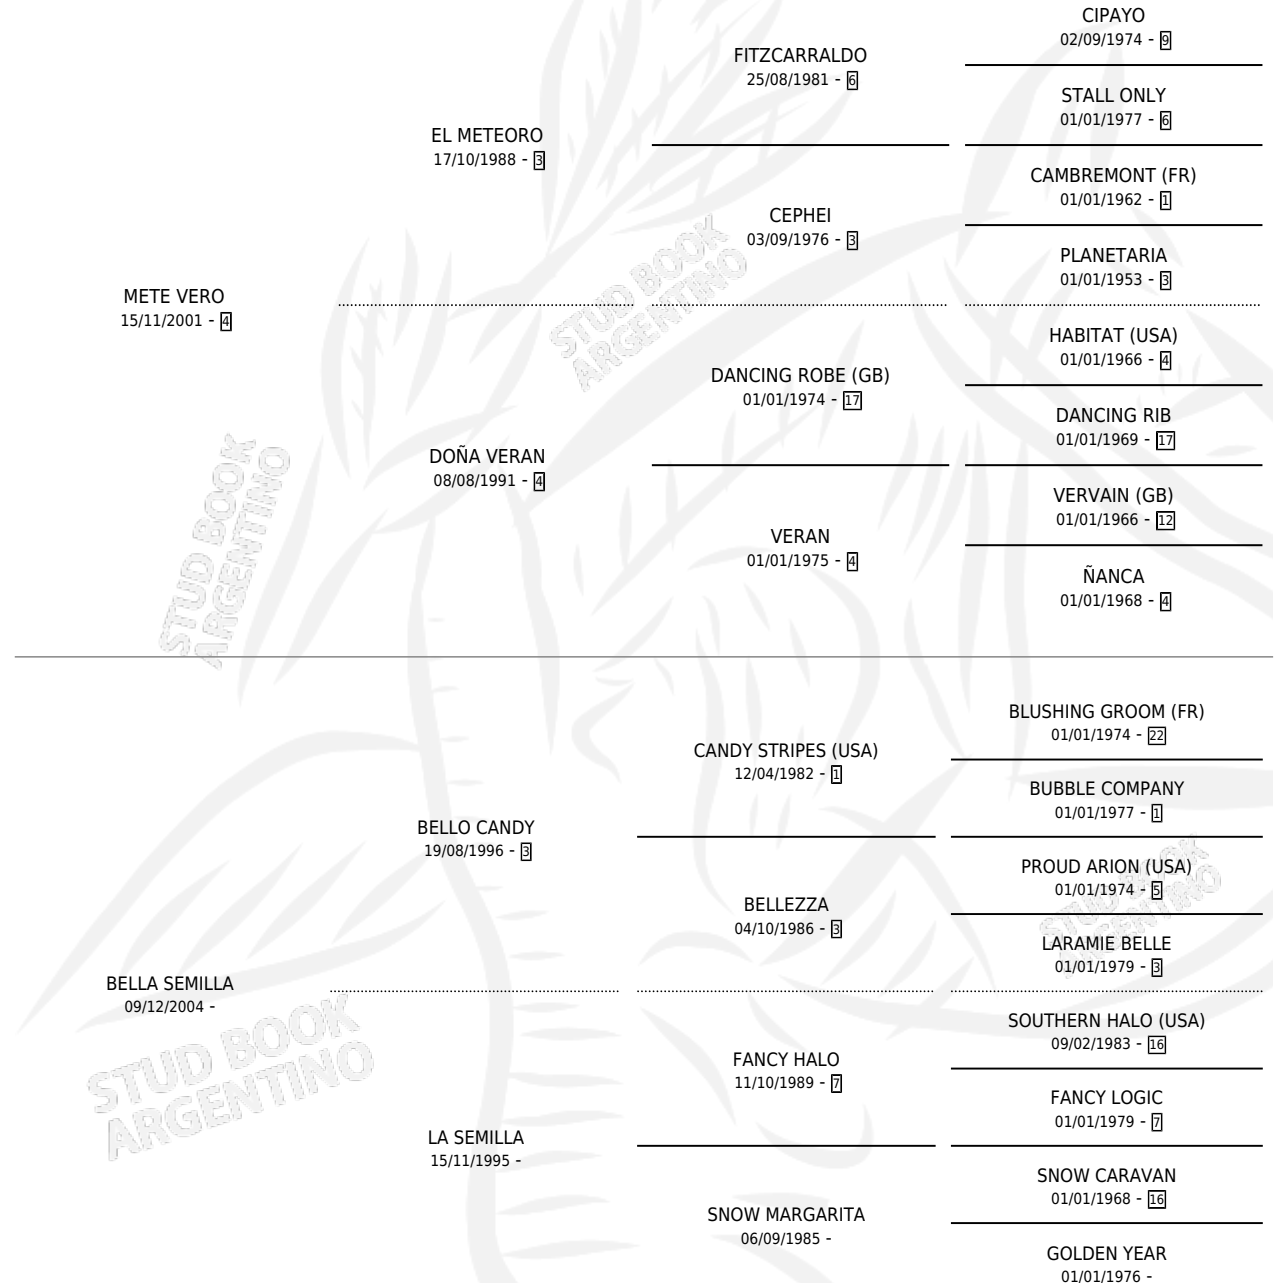 CIPAYO
02/09/1974 - 9
FITZCARRALDO
25/08/1981 - 6
STALL ONLY
01/01/1977 - 6
EL METEORO
17/10/1988 - 3
CAMBREMONT (FR)
01/01/1962 - 1
CEPHEI
03/09/1976 - 3
PLANETARIA
01/01/1953 - 3
METE VERO
15/11/2001 - 4
HABITAT (USA)
01/01/1966 - 4
DANCING ROBE (GB)
01/01/1974 - 17
DANCING RIB
01/01/1969 - 17
DOÑA VERAN
08/08/1991 - 4
VERVAIN (GB)
01/01/1966 - 12
VERAN
01/01/1975 - 4
ÑANCA
01/01/1968 - 4
BLUSHING GROOM (FR)
01/01/1974 - 22
CANDY STRIPES (USA)
12/04/1982 - 1
BUBBLE COMPANY
01/01/1977 - 1
BELLO CANDY
19/08/1996 - 3
PROUD ARION (USA)
01/01/1974 - 5
BELLEZZA
04/10/1986 - 3
LARAMIE BELLE
01/01/1979 - 3
BELLA SEMILLA
09/12/2004 -
SOUTHERN HALO (USA)
09/02/1983 - 16
FANCY HALO
11/10/1989 - 7
FANCY LOGIC
01/01/1979 - 7
LA SEMILLA
15/11/1995 -
SNOW CARAVAN
01/01/1968 - 16
SNOW MARGARITA
06/09/1985 -
GOLDEN YEAR
01/01/1976 -
STUD BOOK
ARGENTINO
STUD BOOK
ARGENTINO
STUD BOOK
ARGENTINO
STUD BOOK
ARGENTINO